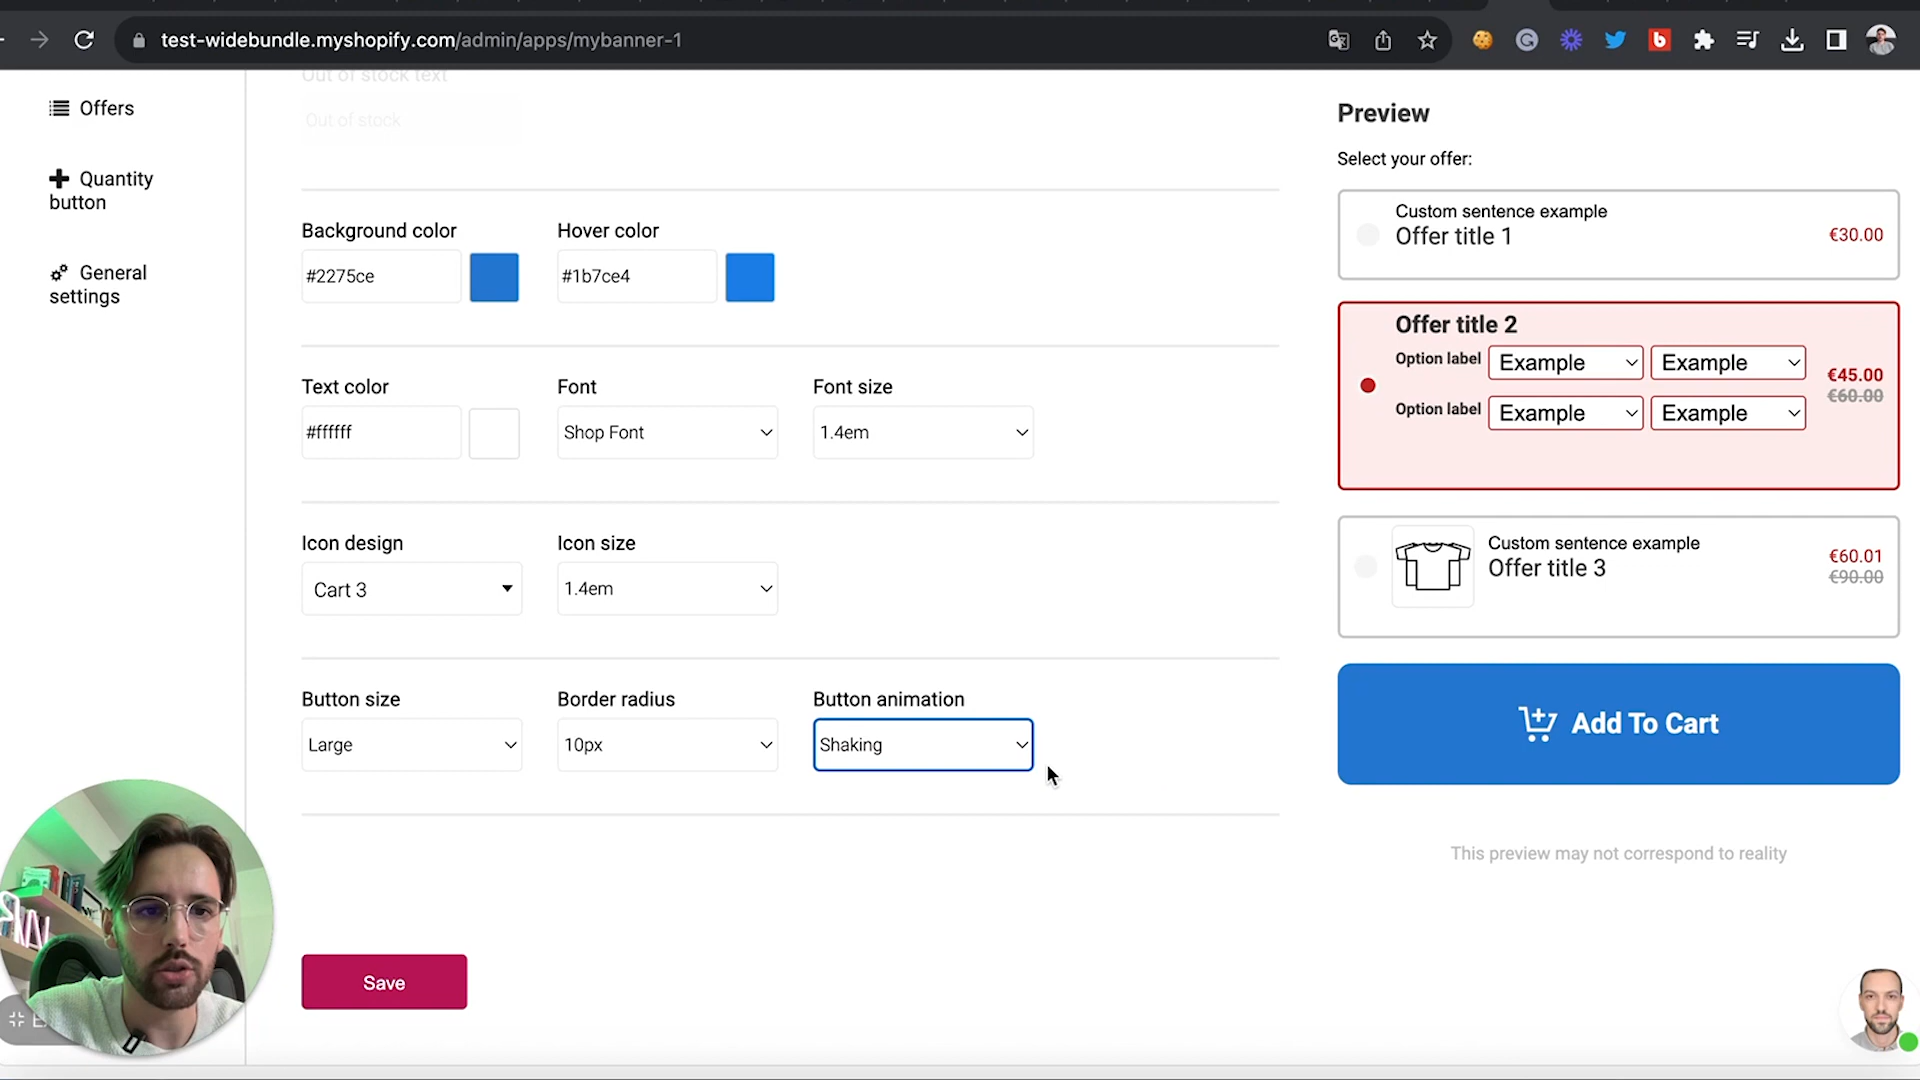 test-widebundle.myshopify.com/admin/apps/mybanner-1
Offers
Quantity
button
General
settings
Out of stock text
Out of stock
Background color
Hover color
#2275ce
#1b7ce4
Text color
Font
Font size
#ffffff
Shop Font
1.4em
Icon design
Icon size
Cart 3
1.4em
Button size
Border radius
Button animation
Large
10px
Shaking
Save
Preview
Select your offer:
Custom sentence example
Offer title 1
€30.00
Offer title 2
Option label
Example
Example
Option label
Example
Example
€45.00
€60.00
Custom sentence example
Offer title 3
€60.01
€90.00
Add To Cart
This preview may not correspond to reality